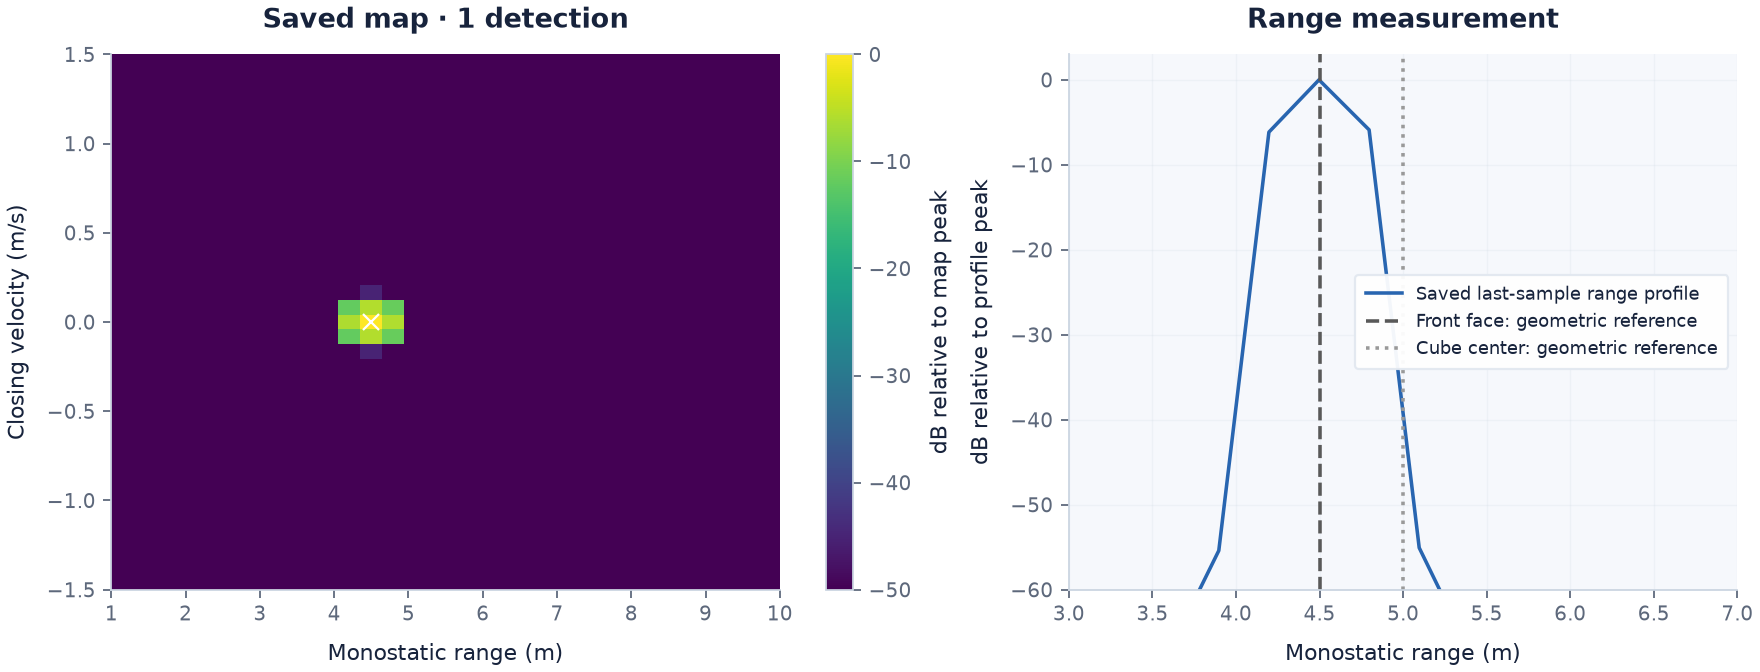 Saved map · 1 detection
1.5
1.0
0.5
0.0
−0.5
−1.0
−1.5
Closing velocity (m/s)
1 2 3 4 5 6 7 8 9 10
Monostatic range (m)
0
−10
−20
−30
−40
−50
dB relative to map peak
Range measurement
0
−10
−20
−30
−40
−50
−60
dB relative to profile peak
Saved last-sample range profile
Front face: geometric reference
Cube center: geometric reference
3.0 3.5 4.0 4.5 5.0 5.5 6.0 6.5 7.0
Monostatic range (m)